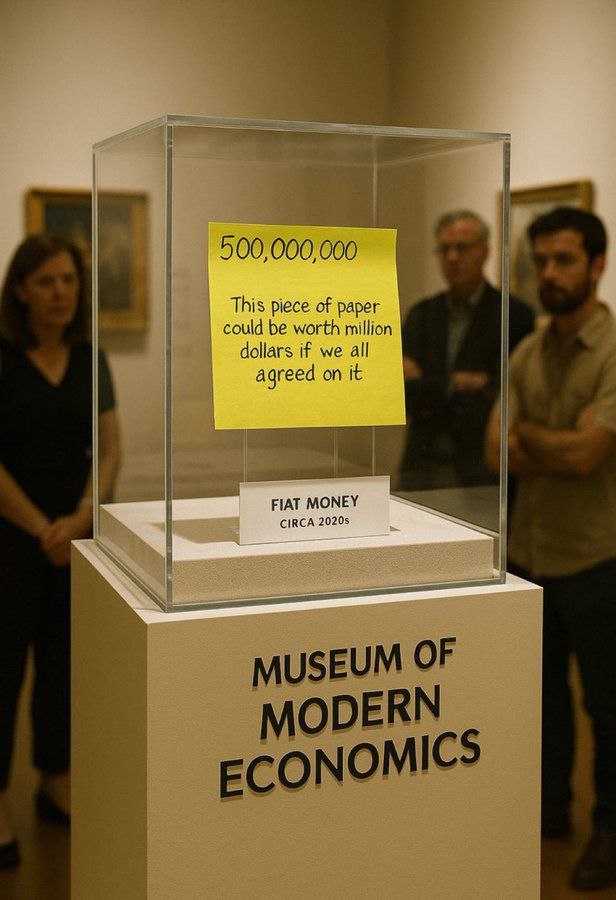 500,000,000
This piece of paper
could be worth million
dollars if we all
agreed on it
FIAT MONEY
CIRCA 2020s
MUSEUM OF
MODERN
ECONOMICS